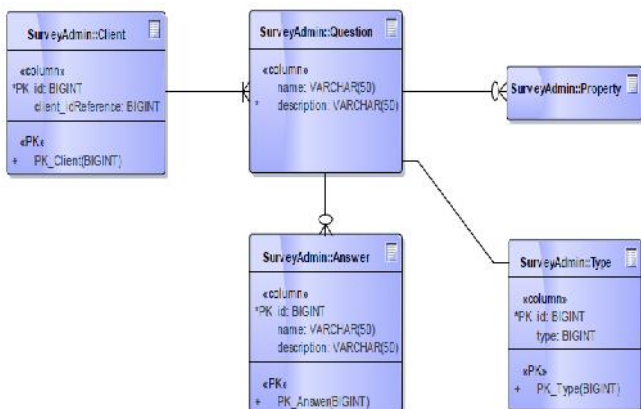 SurveyAdmin::Client
«column»
*PK id: BIGINT
client_idReference: BIGINT
«PK»
+ PK_Client(BIGINT)
SurveyAdmin::Question
«column»
name: VARCHAR(50)
* description: VARCHAR(50)
SurveyAdmin::Property
SurveyAdmin::Answer
«column»
*PK id: BIGINT
name: VARCHAR(50)
description: VARCHAR(50)
«PK»
+ PK_Answer(BIGINT)
SurveyAdmin::Type
«column»
*PK id: BIGINT
type: BIGINT
«PK»
+ PK_Type(BIGINT)